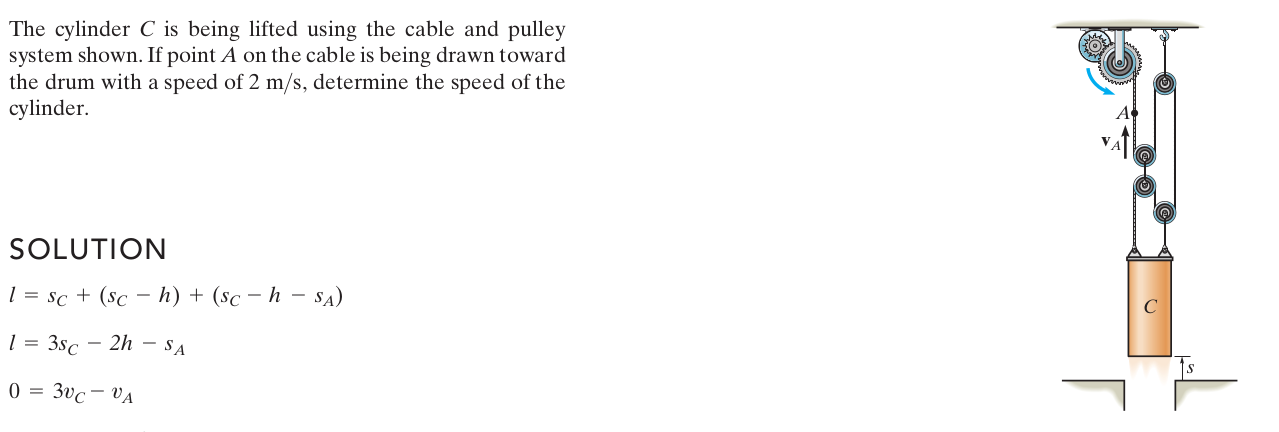 The cylinder C is being lifted using the cable and pulley
system shown. If point A on the cable is being drawn toward
the drum with a speed of 2 m/s, determine the speed of the
cylinder.
A
v_A
C
s
SOLUTION
l = s_C + (s_C − h) + (s_C − h − s_A)
l = 3s_C − 2h − s_A
0 = 3v_C − v_A